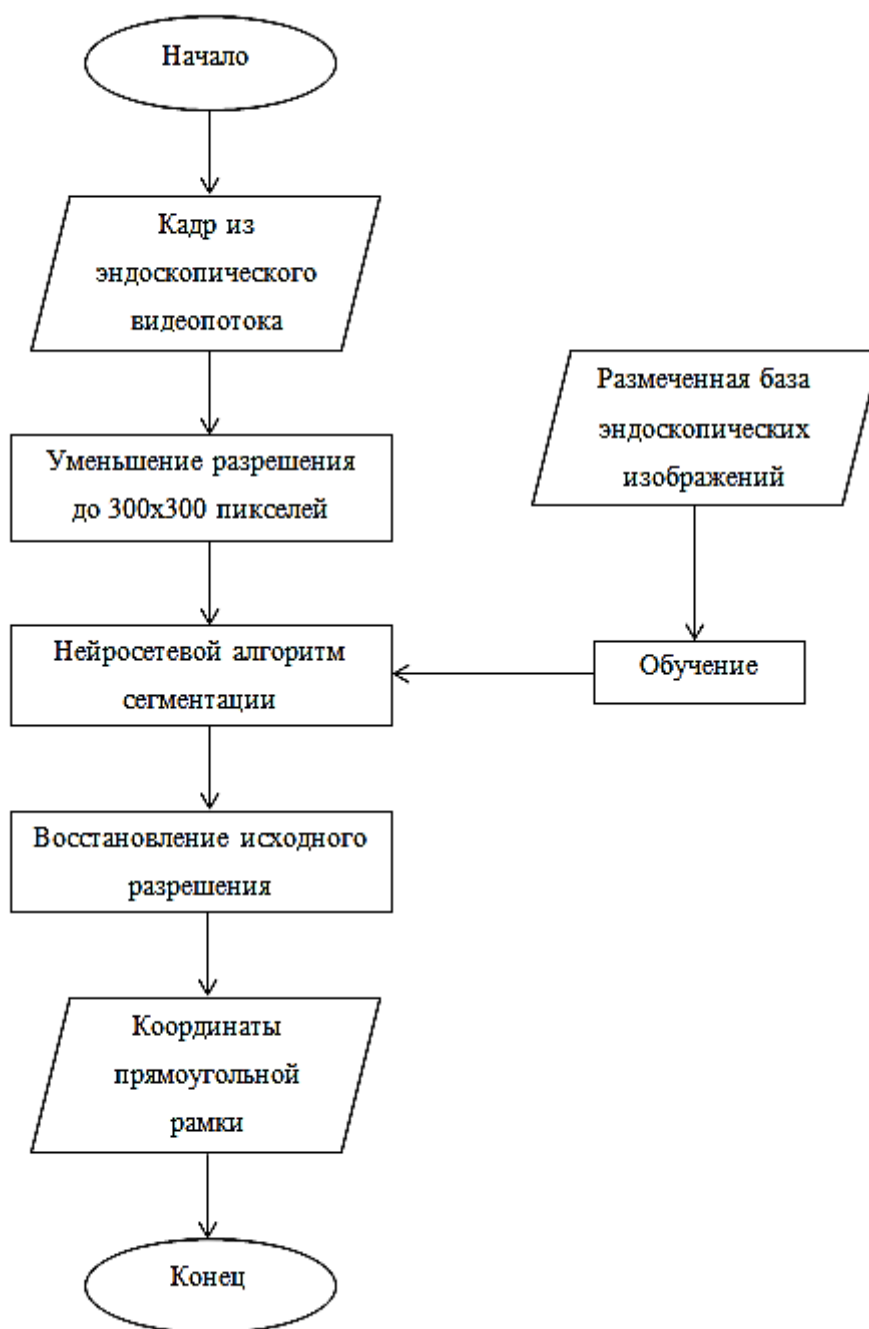 Начало
Кадр из
эндоскопического
видеопотока
Уменьшение разрешения
до 300х300 пикселей
Размеченная база
эндоскопических
изображений
Нейросетевой алгоритм
сегментации
Обучение
Восстановление исходного
разрешения
Координаты
прямоугольной
рамки
Конец